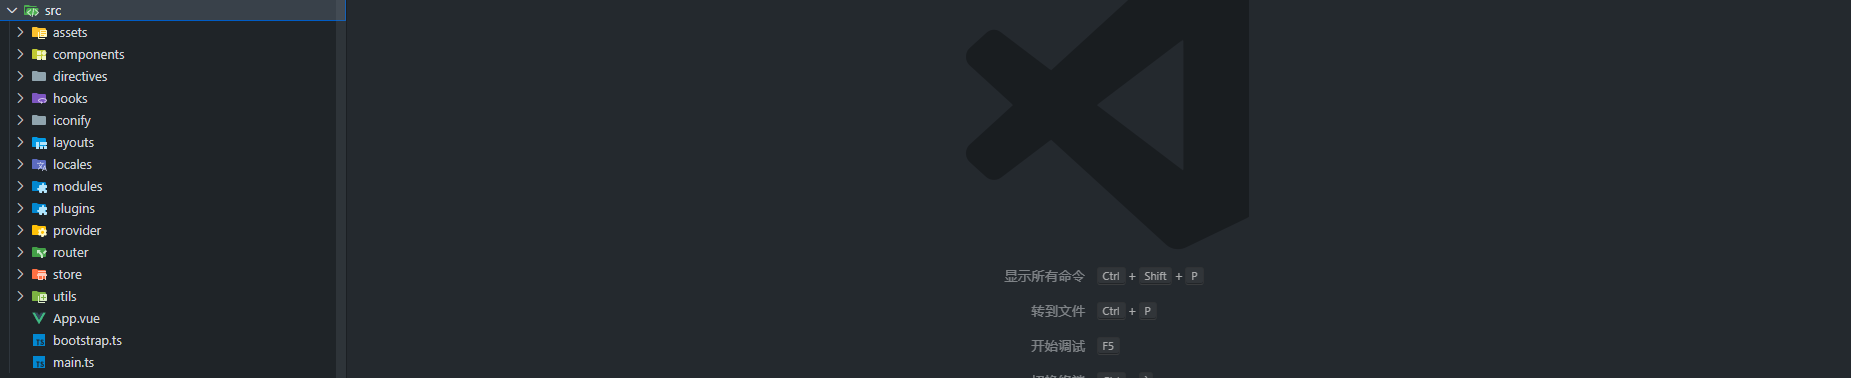 src
assets
components
directives
hooks
iconify
layouts
locales
modules
plugins
provider
router
store
utils
App.vue
bootstrap.ts
main.ts
显示所有命令 Ctrl + Shift + P
转到文件 Ctrl + P
开始调试 F5